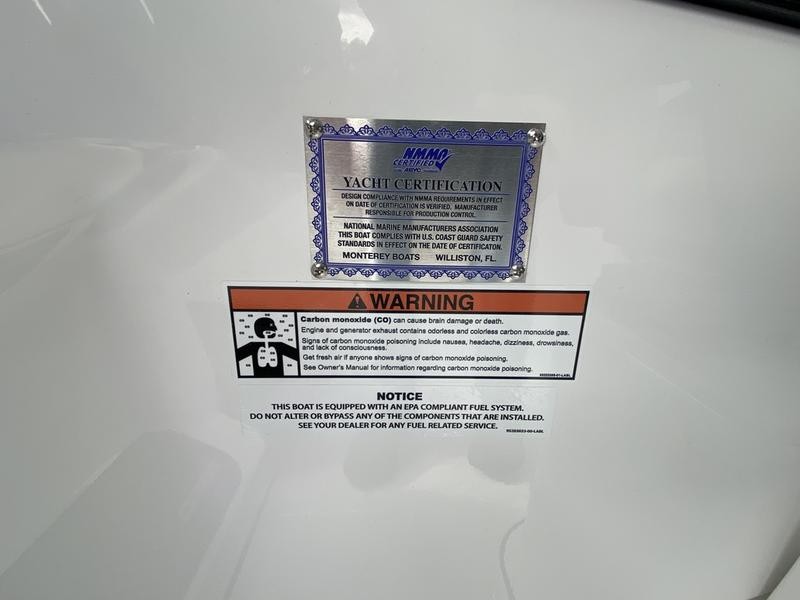 NMMA
CERTIFIED
ABYC
YACHT CERTIFICATION
DESIGN COMPLIANCE WITH NMMA REQUIREMENTS IN EFFECT
ON DATE OF CERTIFICATION IS VERIFIED. MANUFACTURER
RESPONSIBLE FOR PRODUCTION CONTROL.
NATIONAL MARINE MANUFACTURERS ASSOCIATION
THIS BOAT COMPLIES WITH U.S. COAST GUARD SAFETY
STANDARDS IN EFFECT ON THE DATE OF CERTIFICATON.
MONTEREY BOATS WILLISTON, FL.
WARNING
Carbon monoxide (CO) can cause brain damage or death.
Engine and generator exhaust contains odorless and colorless carbon monoxide gas.
Signs of carbon monoxide poisoning include nausea, headache, dizziness, drowsiness,
and lack of consciousness.
Get fresh air if anyone shows signs of carbon monoxide poisoning.
See Owner's Manual for information regarding carbon monoxide poisoning.
NOTICE
THIS BOAT IS EQUIPPED WITH AN EPA COMPLIANT FUEL SYSTEM.
DO NOT ALTER OR BYPASS ANY OF THE COMPONENTS THAT ARE INSTALLED.
SEE YOUR DEALER FOR ANY FUEL RELATED SERVICE.